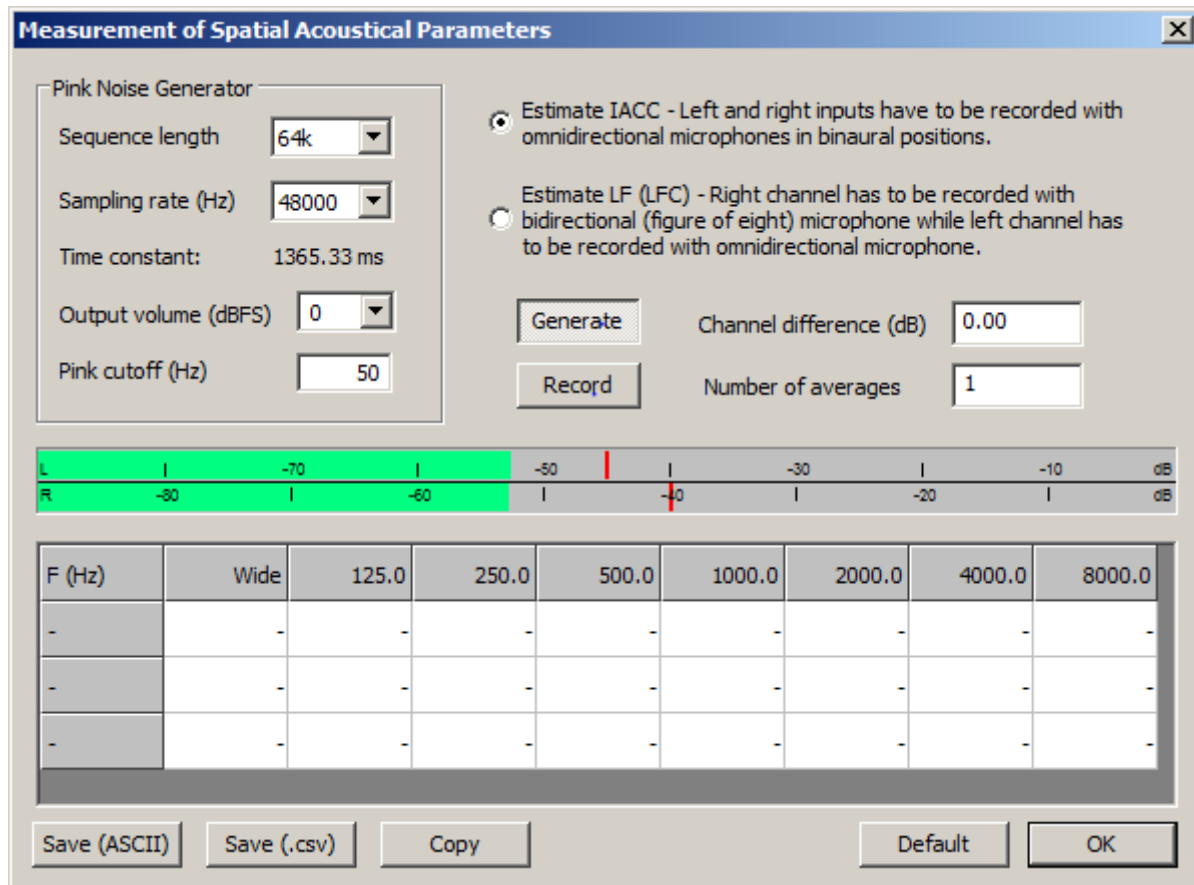 Measurement of Spatial Acoustical Parameters
Pink Noise Generator
Sequence length 64k
Sampling rate (Hz) 48000
Time constant: 1365.33 ms
Output volume (dBFS) 0
Pink cutoff (Hz) 50
Estimate IACC - Left and right inputs have to be recorded with
omnidirectional microphones in binaural positions.
Estimate LF (LFC) - Right channel has to be recorded with
bidirectional (figure of eight) microphone while left channel has
to be recorded with omnidirectional microphone.
Generate Channel difference (dB) 0.00
Record Number of averages 1
L -70 -50 -30 -10 dB
R -80 -60 -40 -20 dB
F (Hz) Wide 125.0 250.0 500.0 1000.0 2000.0 4000.0 8000.0
- - - - - - - - -
- - - - - - - - -
- - - - - - - - -
Save (ASCII) Save (.csv) Copy Default OK